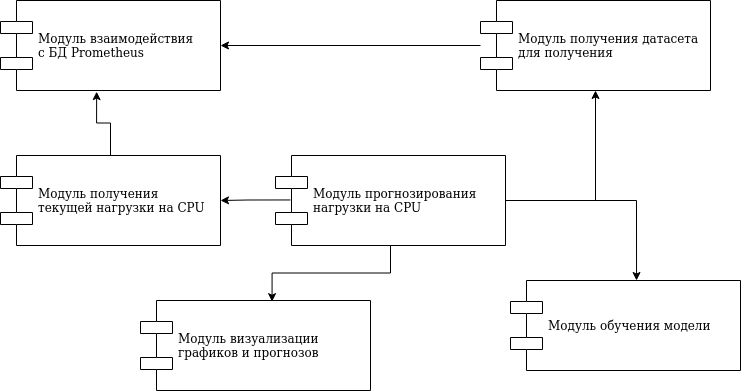 Модуль взаимодействия
с БД Prometheus
Модуль получения датасета
для получения
Модуль получения
текущей нагрузки на CPU
Модуль прогнозирования
нагрузки на CPU
Модуль визуализации
графиков и прогнозов
Модуль обучения модели